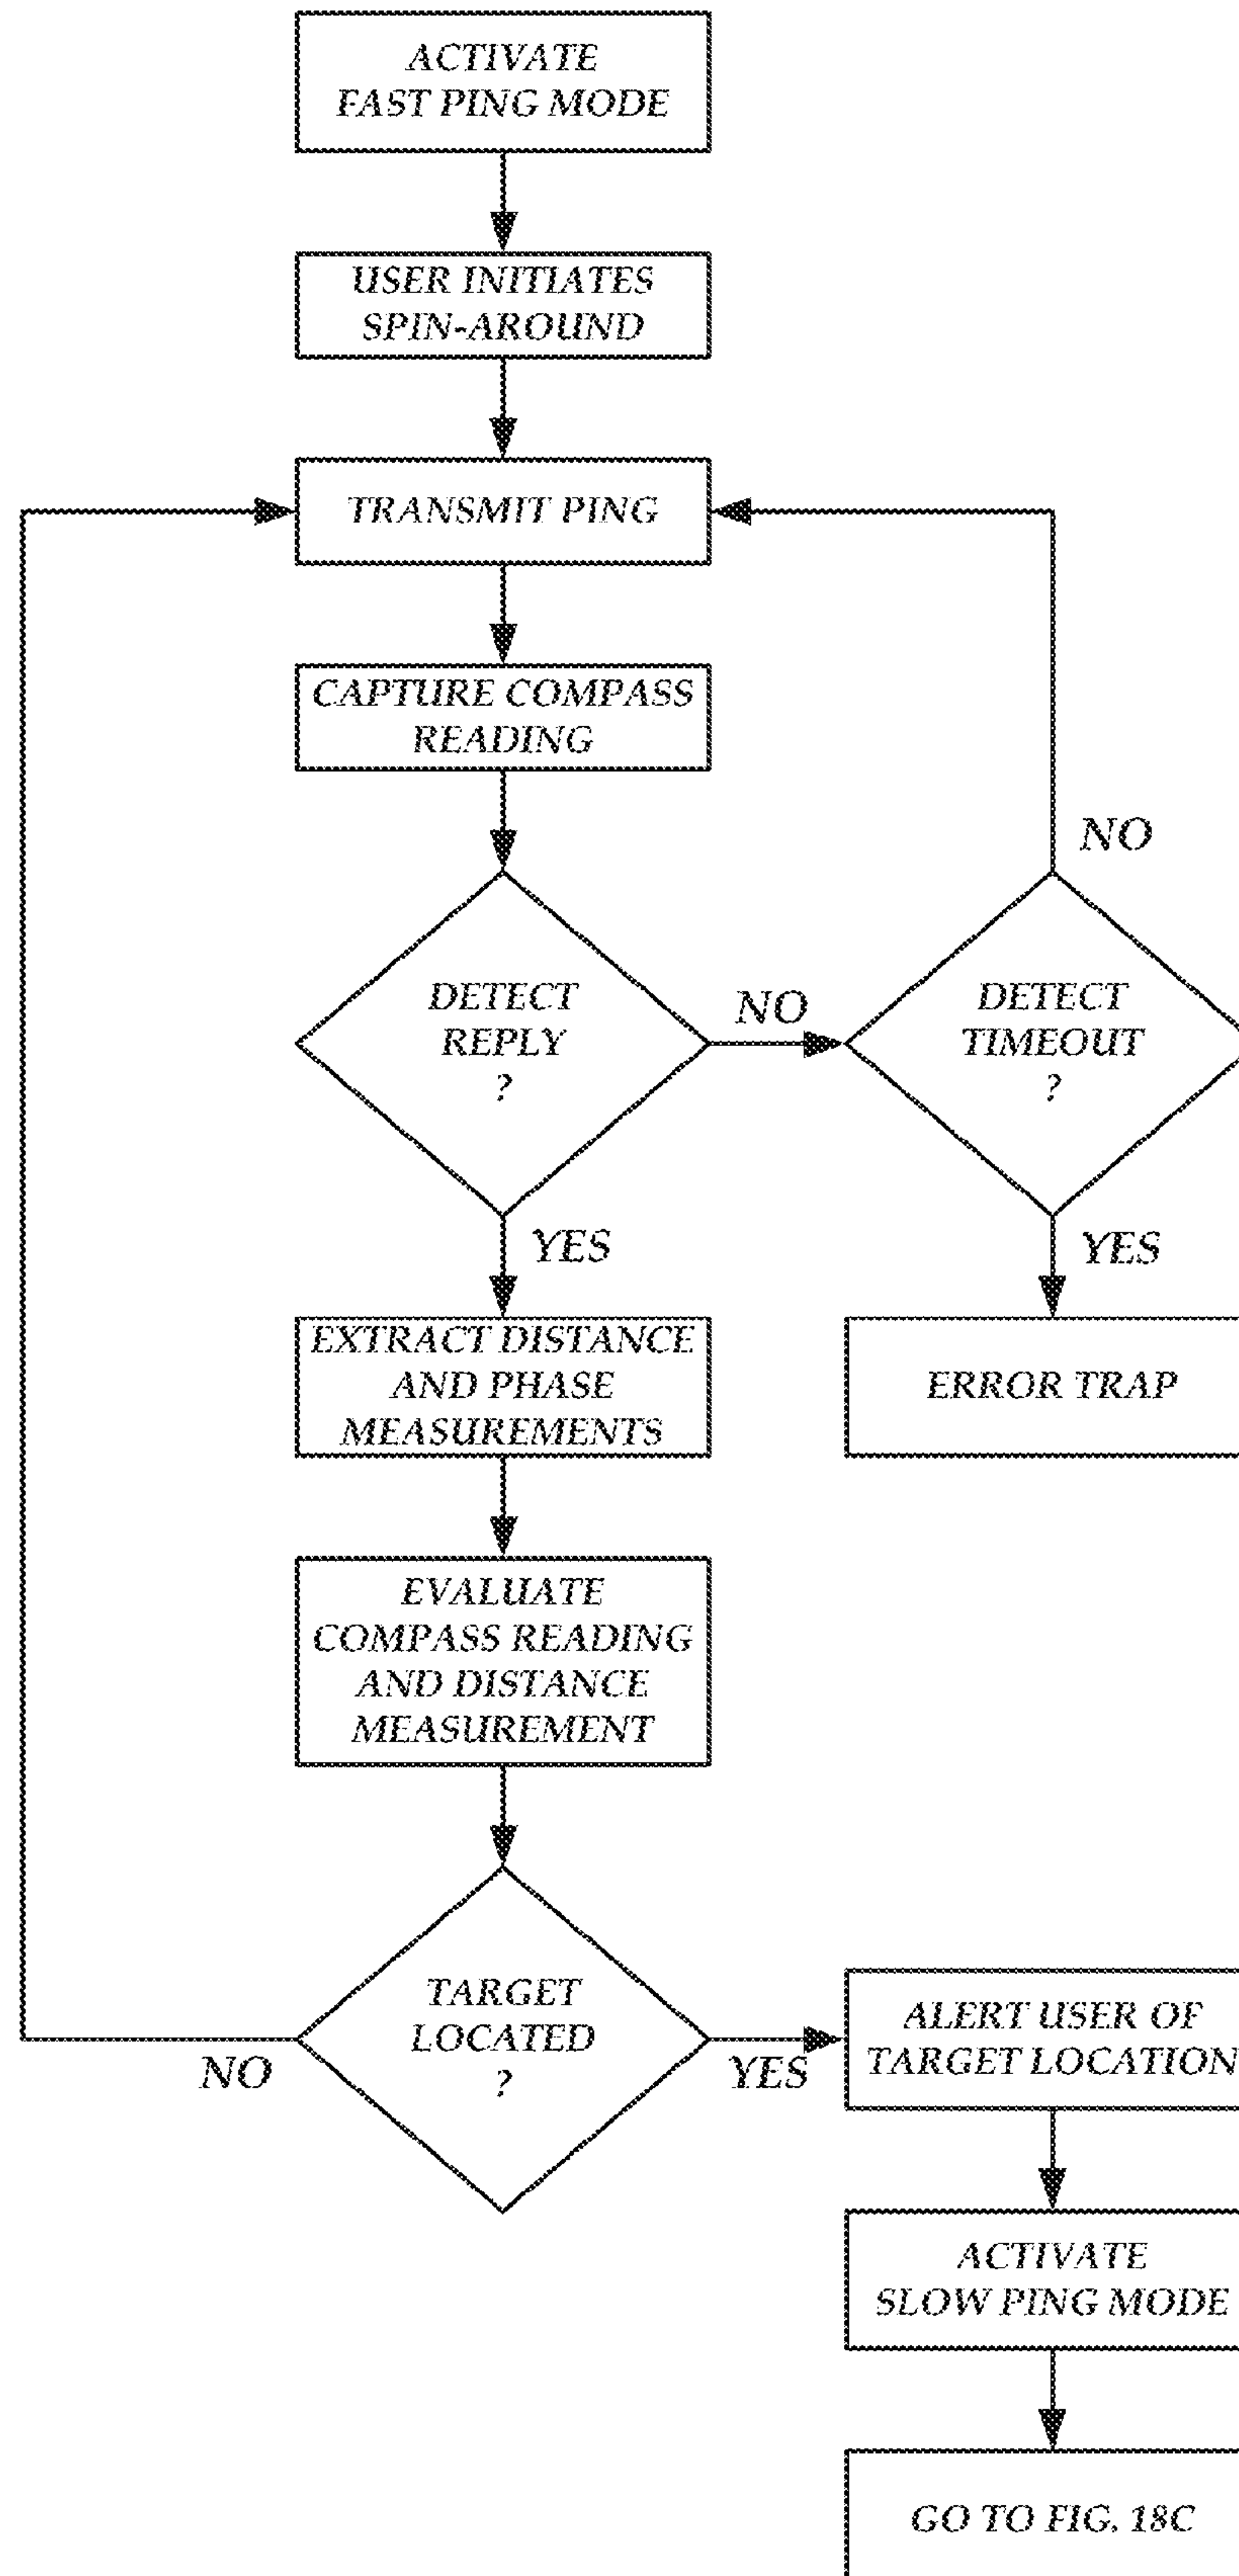 ACTIVATE
FAST PING MODE
USER INITIATES
SPIN-AROUND
TRANSMIT PING
CAPTURE COMPASS
READING
NO
DETECT
REPLY
?
NO
DETECT
TIMEOUT
?
YES
YES
EXTRACT DISTANCE
AND PHASE
MEASUREMENTS
ERROR TRAP
EVALUATE
COMPASS READING
AND DISTANCE
MEASUREMENT
TARGET
LOCATED
?
NO
YES
ALERT USER OF
TARGET LOCATION
ACTIVATE
SLOW PING MODE
GO TO FIG. 18C